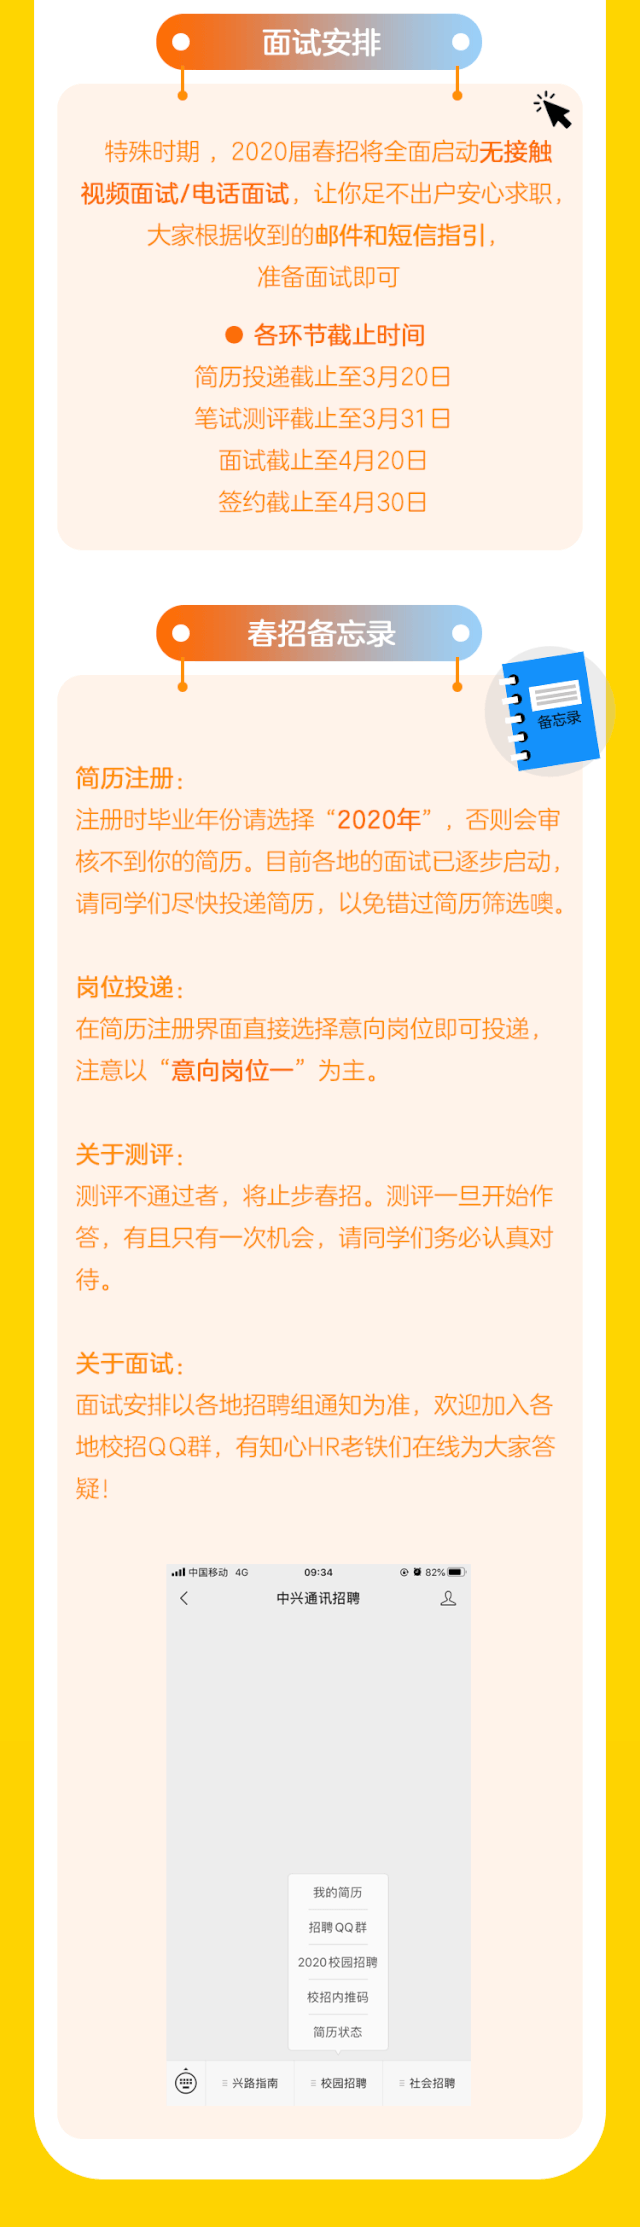 面试安排
特殊时期，2020届春招将全面启动无接触
视频面试/电话面试，让你足不出户安心求职，
大家根据收到的邮件和短信指引，
准备面试即可
● 各环节截止时间
简历投递截止至3月20日
笔试测评截止至3月31日
面试截止至4月20日
签约截止至4月30日
春招备忘录
备忘录
简历注册：
注册时毕业年份请选择“2020年”，否则会审
核不到你的简历。目前各地的面试已逐步启动，
请同学们尽快投递简历，以免错过简历筛选噢。
岗位投递：
在简历注册界面直接选择意向岗位即可投递，
注意以“意向岗位一”为主。
关于测评：
测评不通过者，将止步春招。测评一旦开始作
答，有且只有一次机会，请同学们务必认真对
待。
关于面试：
面试安排以各地招聘组通知为准，欢迎加入各
地校招QQ群，有知心HR老铁们在线为大家答
疑！
中国移动 4G 09:34 82%
中兴通讯招聘
我的简历
招聘QQ群
2020校园招聘
校招内推码
简历状态
兴路指南 校园招聘 社会招聘